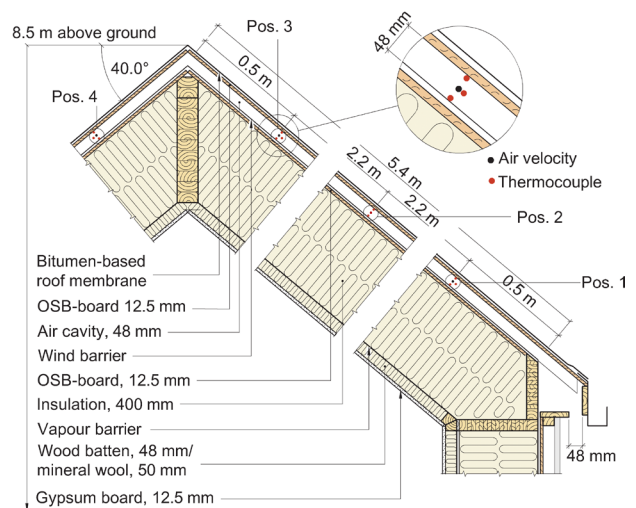 8.5 m above ground
40.0°
Pos. 3
Pos. 4
0.5 m
48 mm
Air velocity
Thermocouple
2.2 m
5.4 m
2.2 m
Pos. 2
0.5 m
Pos. 1
Bitumen-based
roof membrane
OSB-board 12.5 mm
Air cavity, 48 mm
Wind barrier
OSB-board, 12.5 mm
Insulation, 400 mm
Vapour barrier
Wood batten, 48 mm/
mineral wool, 50 mm
Gypsum board, 12.5 mm
48 mm